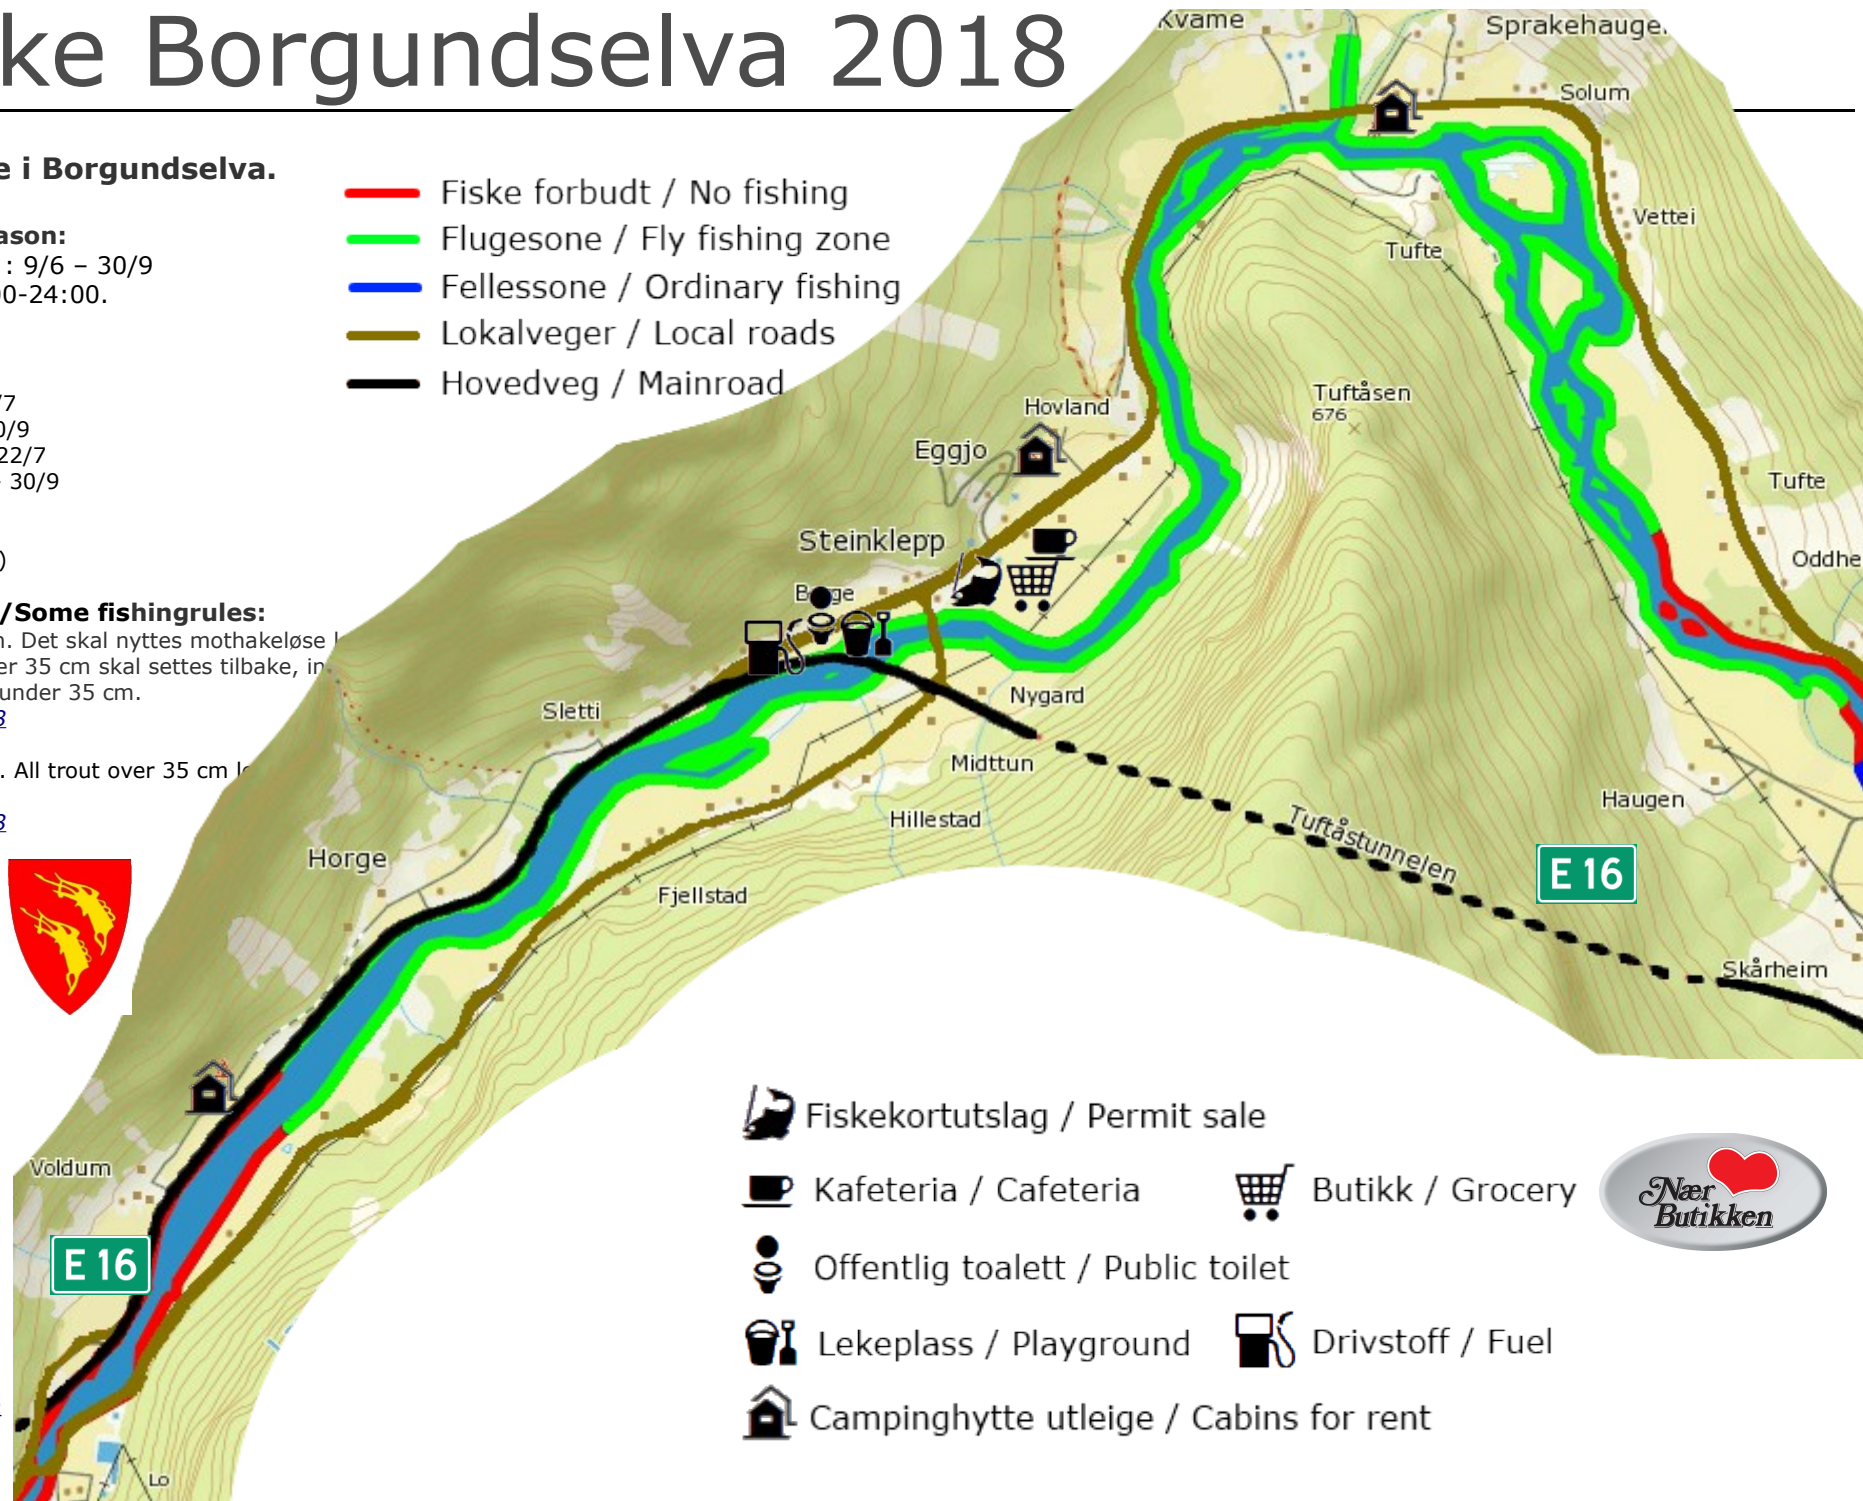 ke Borgundselva 2018
e i Borgundselva.
ason:
: 9/6 – 30/9
00-24:00.
/7
0/9
22/7
- 30/9
)
/Some fishingrules:
n. Det skal nyttes mothakeløse
er 35 cm skal settes tilbake, in
under 35 cm.
8
. All trout over 35 cm le
8
Fiske forbudt / No fishing
Flugesone / Fly fishing zone
Fellessone / Ordinary fishing
Lokalveger / Local roads
Hovedveg / Mainroad
Kvame
Sprakehauge
Solum
Vettei
Tufte
Tuftåsen
676
Hovland
Eggjo
Tufte
Steinklepp
Oddhe
Nygard
Sletti
Midttun
Hillestad
Haugen
Tuftåstunnelen
E 16
Horge
Fjellstad
Skårheim
Voldum
E 16
Lo
Fiskekortutslag / Permit sale
Kafeteria / Cafeteria
Butikk / Grocery
Nær
Butikken
Offentlig toalett / Public toilet
Lekeplass / Playground
Drivstoff / Fuel
Campinghytte utleige / Cabins for rent